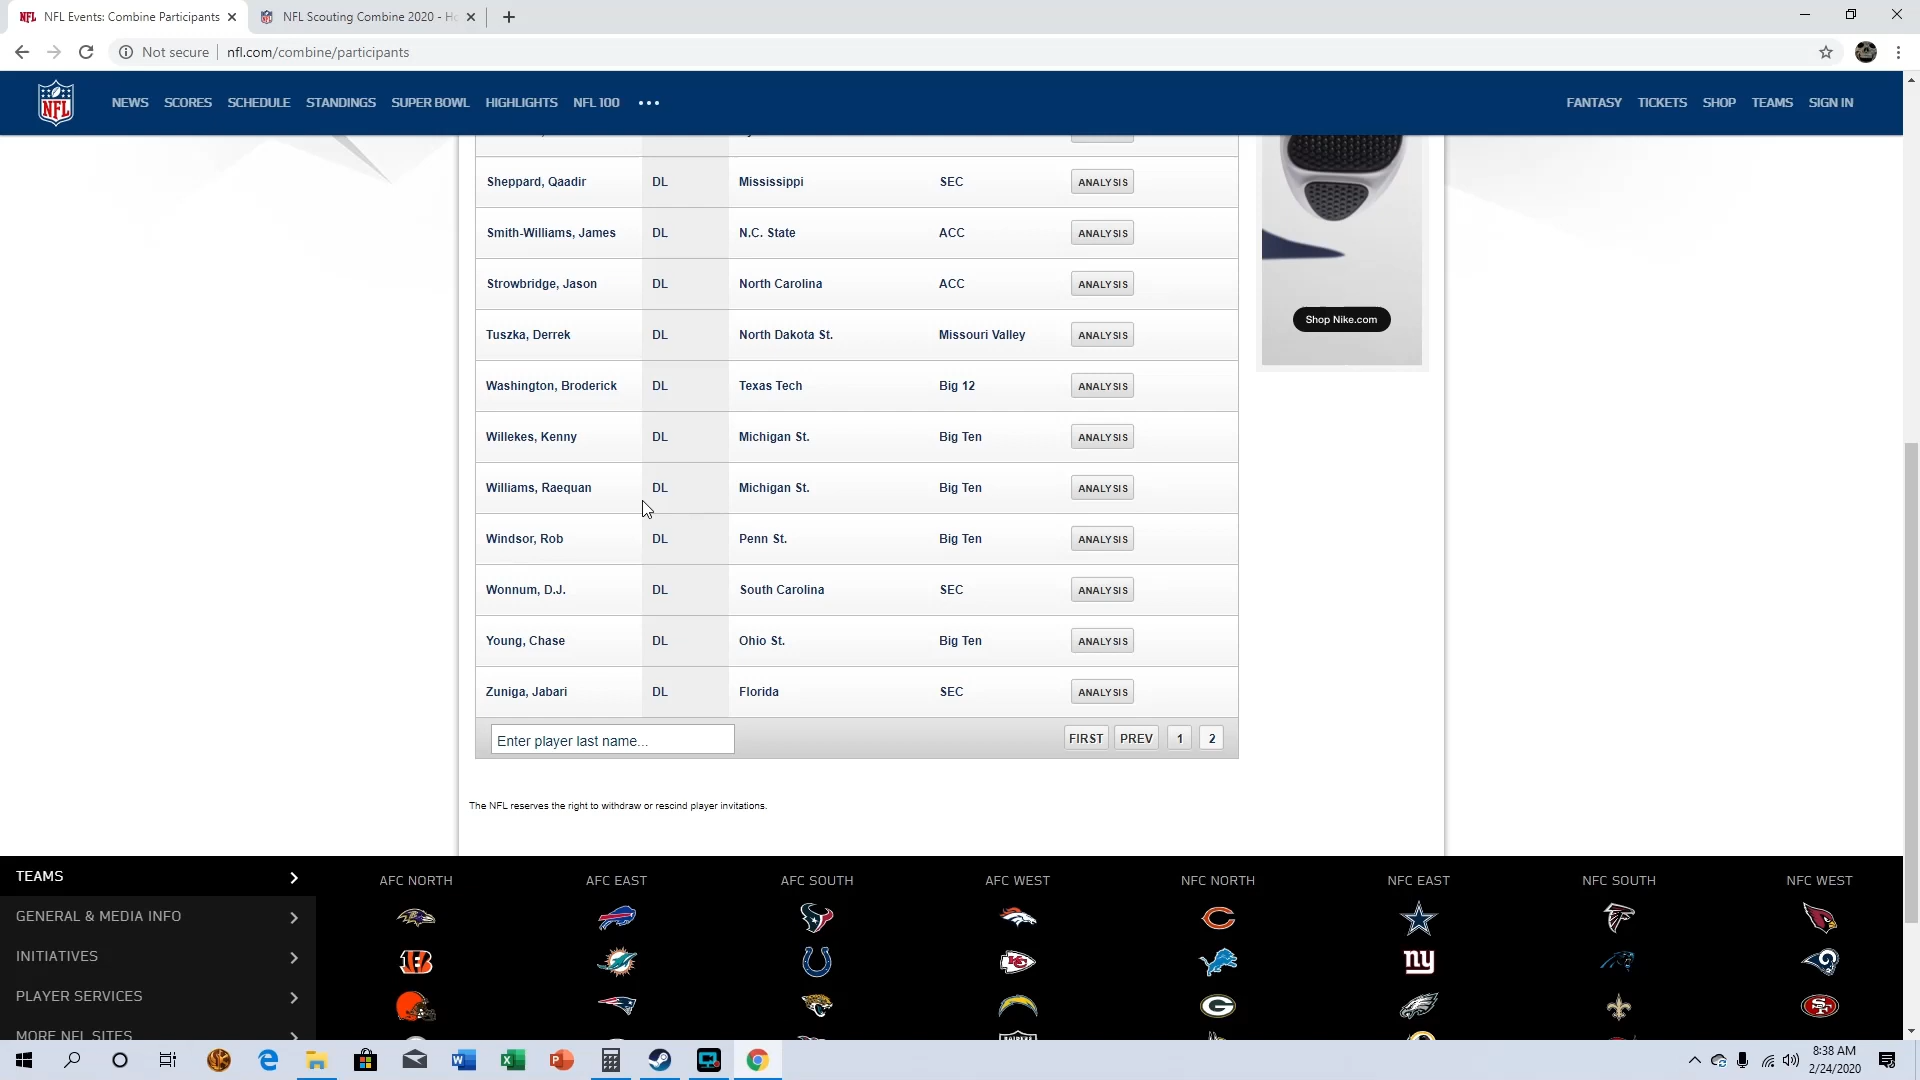 NFL Events: Combine Participants
NFL Scouting Combine 2020 - Ho
Not secure nfl.com/combine/participants
NFL NEWS SCORES SCHEDULE STANDINGS SUPER BOWL HIGHLIGHTS NFL 100 ••• FANTASY TICKETS SHOP TEAMS SIGN IN
Sheppard, Qaadir DL Mississippi SEC ANALYSIS
Smith-Williams, James DL N.C. State ACC ANALYSIS
Strowbridge, Jason DL North Carolina ACC ANALYSIS
Shop Nike.com
Tuszka, Derrek DL North Dakota St. Missouri Valley ANALYSIS
Washington, Broderick DL Texas Tech Big 12 ANALYSIS
Willekes, Kenny DL Michigan St. Big Ten ANALYSIS
Williams, Raequan DL Michigan St. Big Ten ANALYSIS
Windsor, Rob DL Penn St. Big Ten ANALYSIS
Wonnum, D.J. DL South Carolina SEC ANALYSIS
Young, Chase DL Ohio St. Big Ten ANALYSIS
Zuniga, Jabari DL Florida SEC ANALYSIS
Enter player last name... FIRST PREV 1 2
The NFL reserves the right to withdraw or rescind player invitations.
TEAMS AFC NORTH AFC EAST AFC SOUTH AFC WEST NFC NORTH NFC EAST NFC SOUTH NFC WEST
GENERAL & MEDIA INFO
INITIATIVES
ny
PLAYER SERVICES
MORE NFL SITES
8:38 AM
2/24/2020